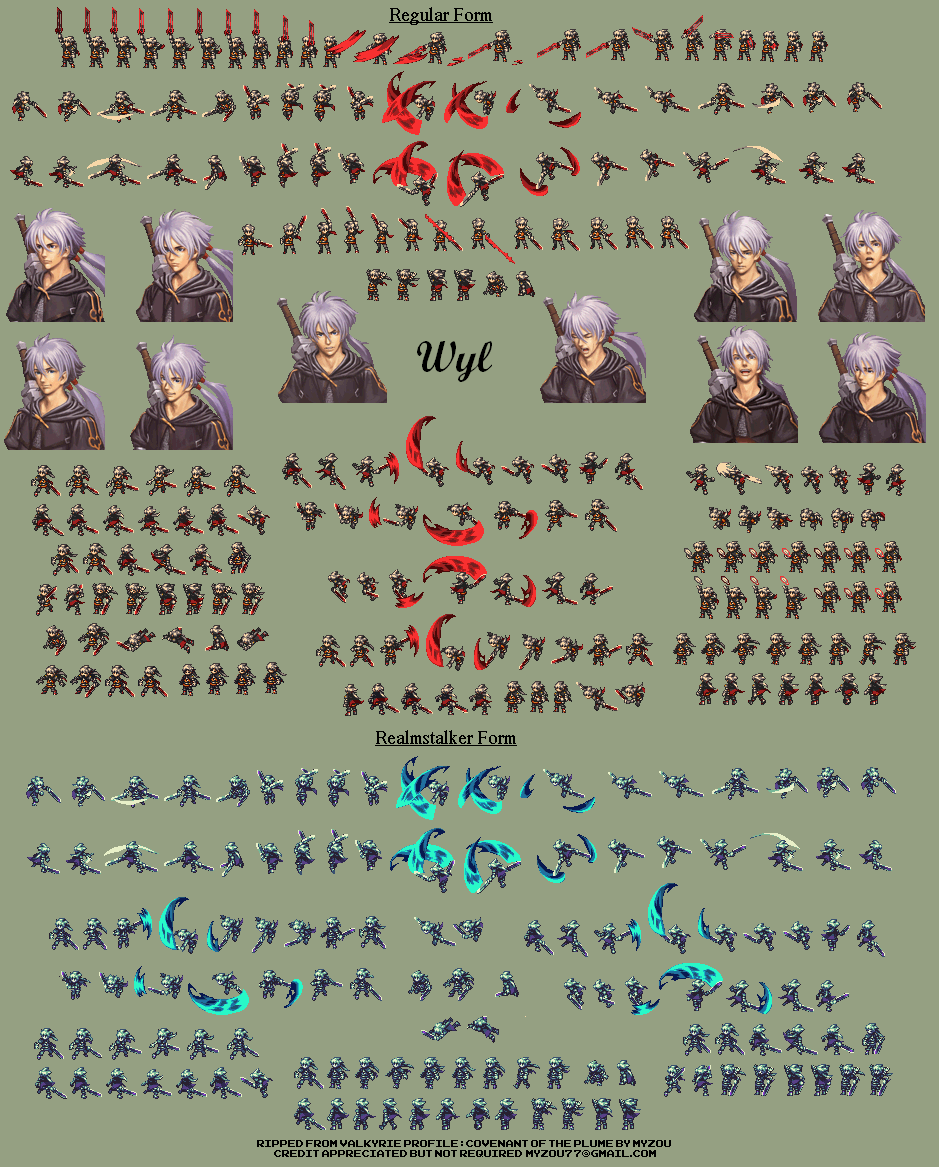 Regular Form
Wyl
Realmstalker Form
RIPPED FROM VALKYRIE PROFILE : COVENANT OF THE PLUME BY MYZOU
CREDIT APPRECIATED BUT NOT REQUIRED MYZOU77@GMAIL.COM